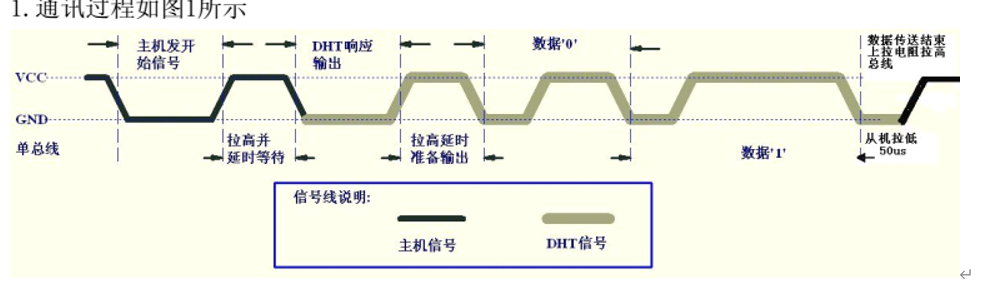 1.通讯过程如图1所示
主机发开
始信号
DHT响应
输出
数据'0'
数据传送结束
上拉电阻拉高
总线
VCC
GND
单总线
拉高并
延时等待
拉高延时
准备输出
数据'1'
从机拉低
50us
信号线说明:
主机信号
DHT信号